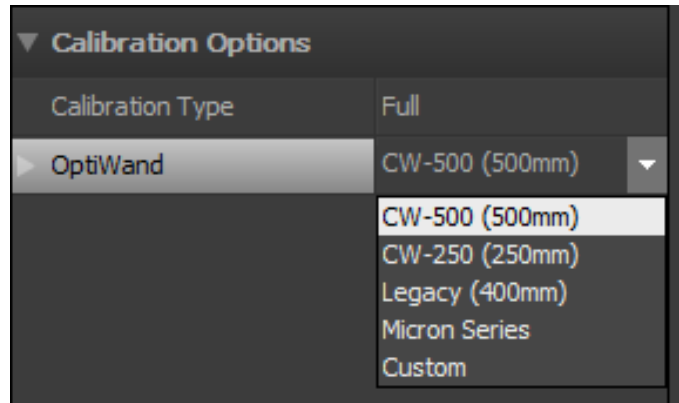 Calibration Options
Calibration Type Full
OptiWand CW-500 (500mm)
CW-500 (500mm)
CW-250 (250mm)
Legacy (400mm)
Micron Series
Custom